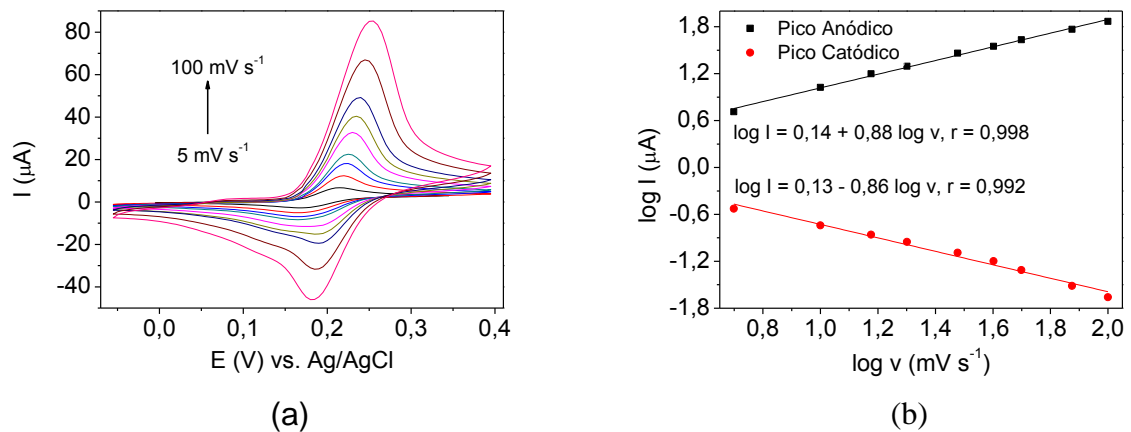 80
60
40
20
0
-20
-40
I (μA)
100 mV s⁻¹
5 mV s⁻¹
0,0 0,1 0,2 0,3 0,4
E (V) vs. Ag/AgCl
(a)
1,8
1,2
0,6
0,0
-0,6
-1,2
-1,8
log I (μA)
Pico Anódico
Pico Catódico
log I = 0,14 + 0,88 log v, r = 0,998
log I = 0,13 - 0,86 log v, r = 0,992
0,8 1,0 1,2 1,4 1,6 1,8 2,0
log v (mV s⁻¹)
(b)